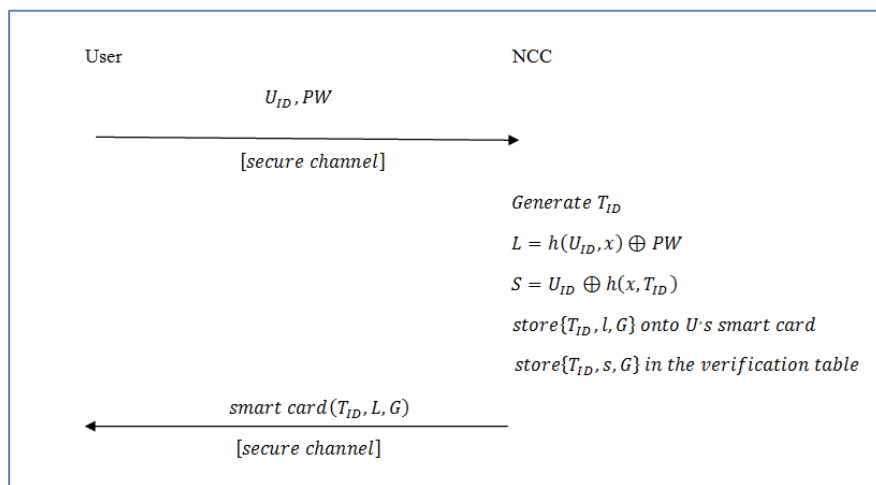 User NCC
U_ID, PW
[secure channel]
Generate T_ID
L = h(U_ID, x) ⊕ PW
S = U_ID ⊕ h(x, T_ID)
store{T_ID, l, G} onto U's smart card
store{T_ID, s, G} in the verification table
smart card(T_ID, L, G)
[secure channel]